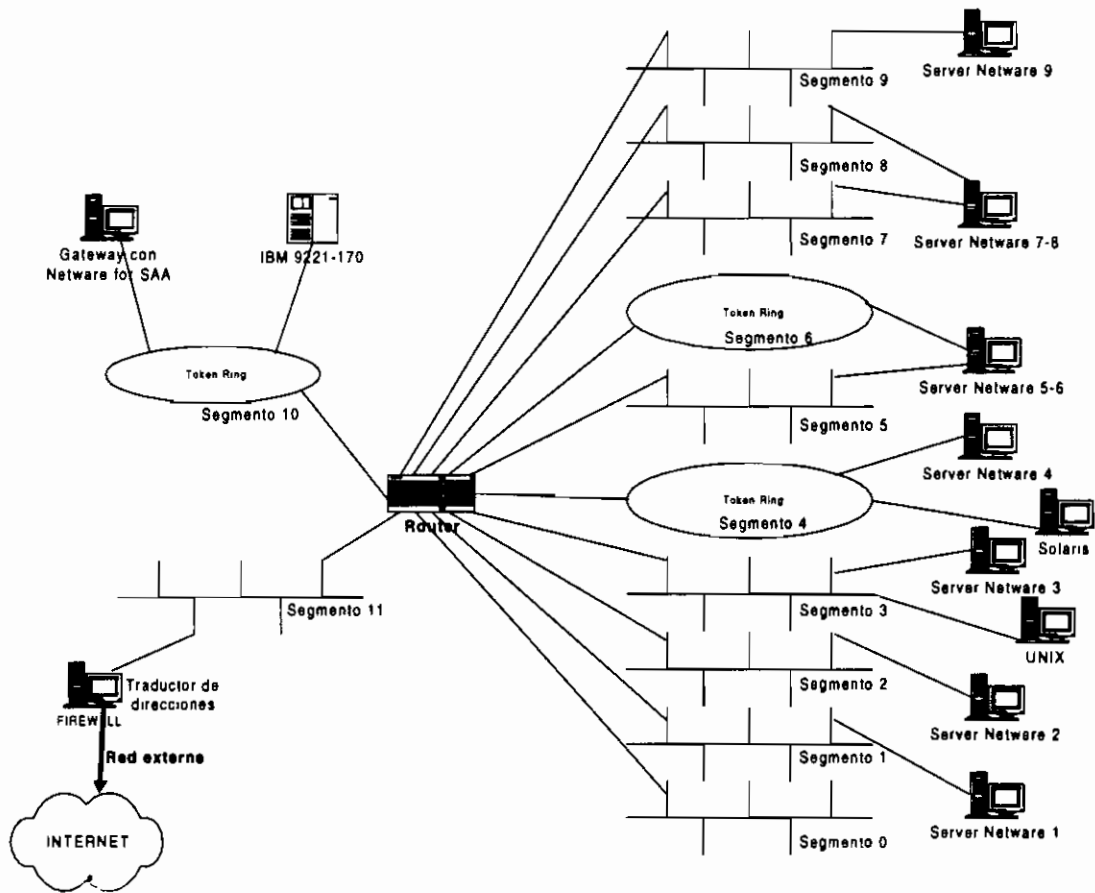 Server Netware 9
Segmento 9
Segmento 8
Server Netware 7-8
Segmento 7
Gateway con
Netware for SAA
IBM 9221-170
Token Ring
Segmento 6
Server Netware 5-6
Token Ring
Segmento 10
Segmento 5
Server Netware 4
Token Ring
Segmento 4
Router
Solaris
Server Netware 3
Segmento 3
Segmento 11
UNIX
Segmento 2
Traductor de
direcciones
FIREWALL
Server Netware 2
Red externa
Segmento 1
INTERNET
Server Netware 1
Segmento 0